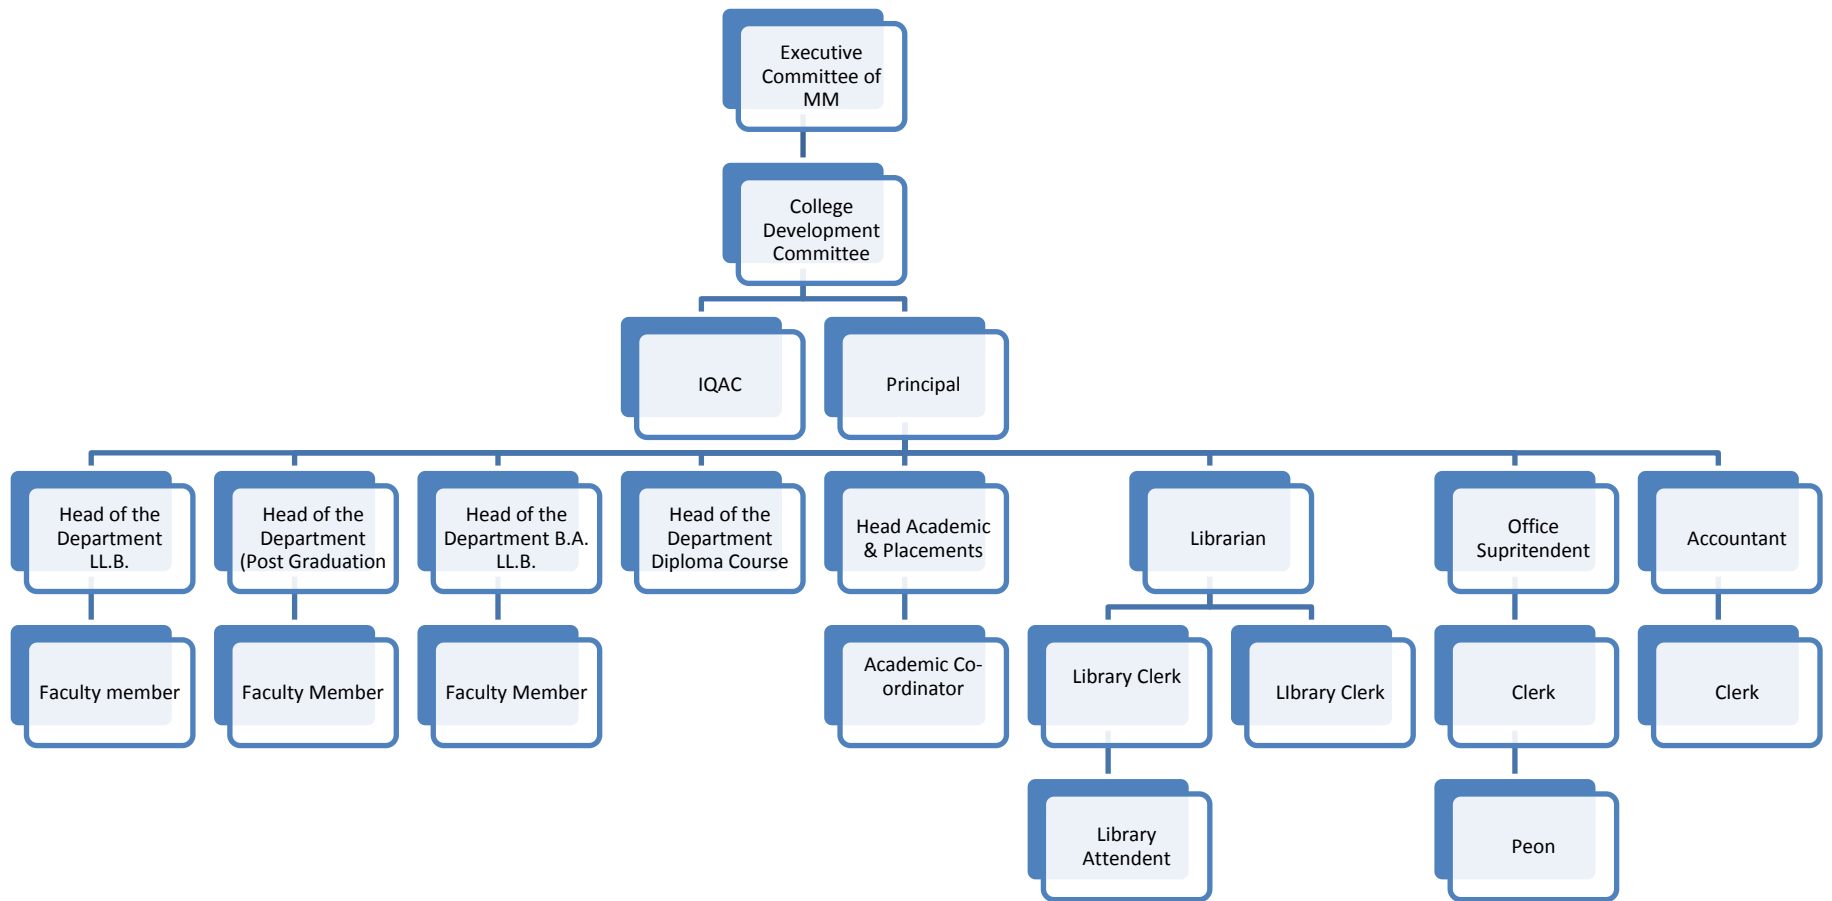 Executive
Committee of
MM
College
Development
Committee
IQAC
Principal
Head of the
Department
LL.B.
Head of the
Department
(Post Graduation
Head of the
Department B.A.
LL.B.
Head of the
Department
Diploma Course
Head Academic
& Placements
Librarian
Office
Supritendent
Accountant
Faculty member
Faculty Member
Faculty Member
Academic Co-
ordinator
Library Clerk
LIbrary Clerk
Clerk
Clerk
Library
Attendent
Peon